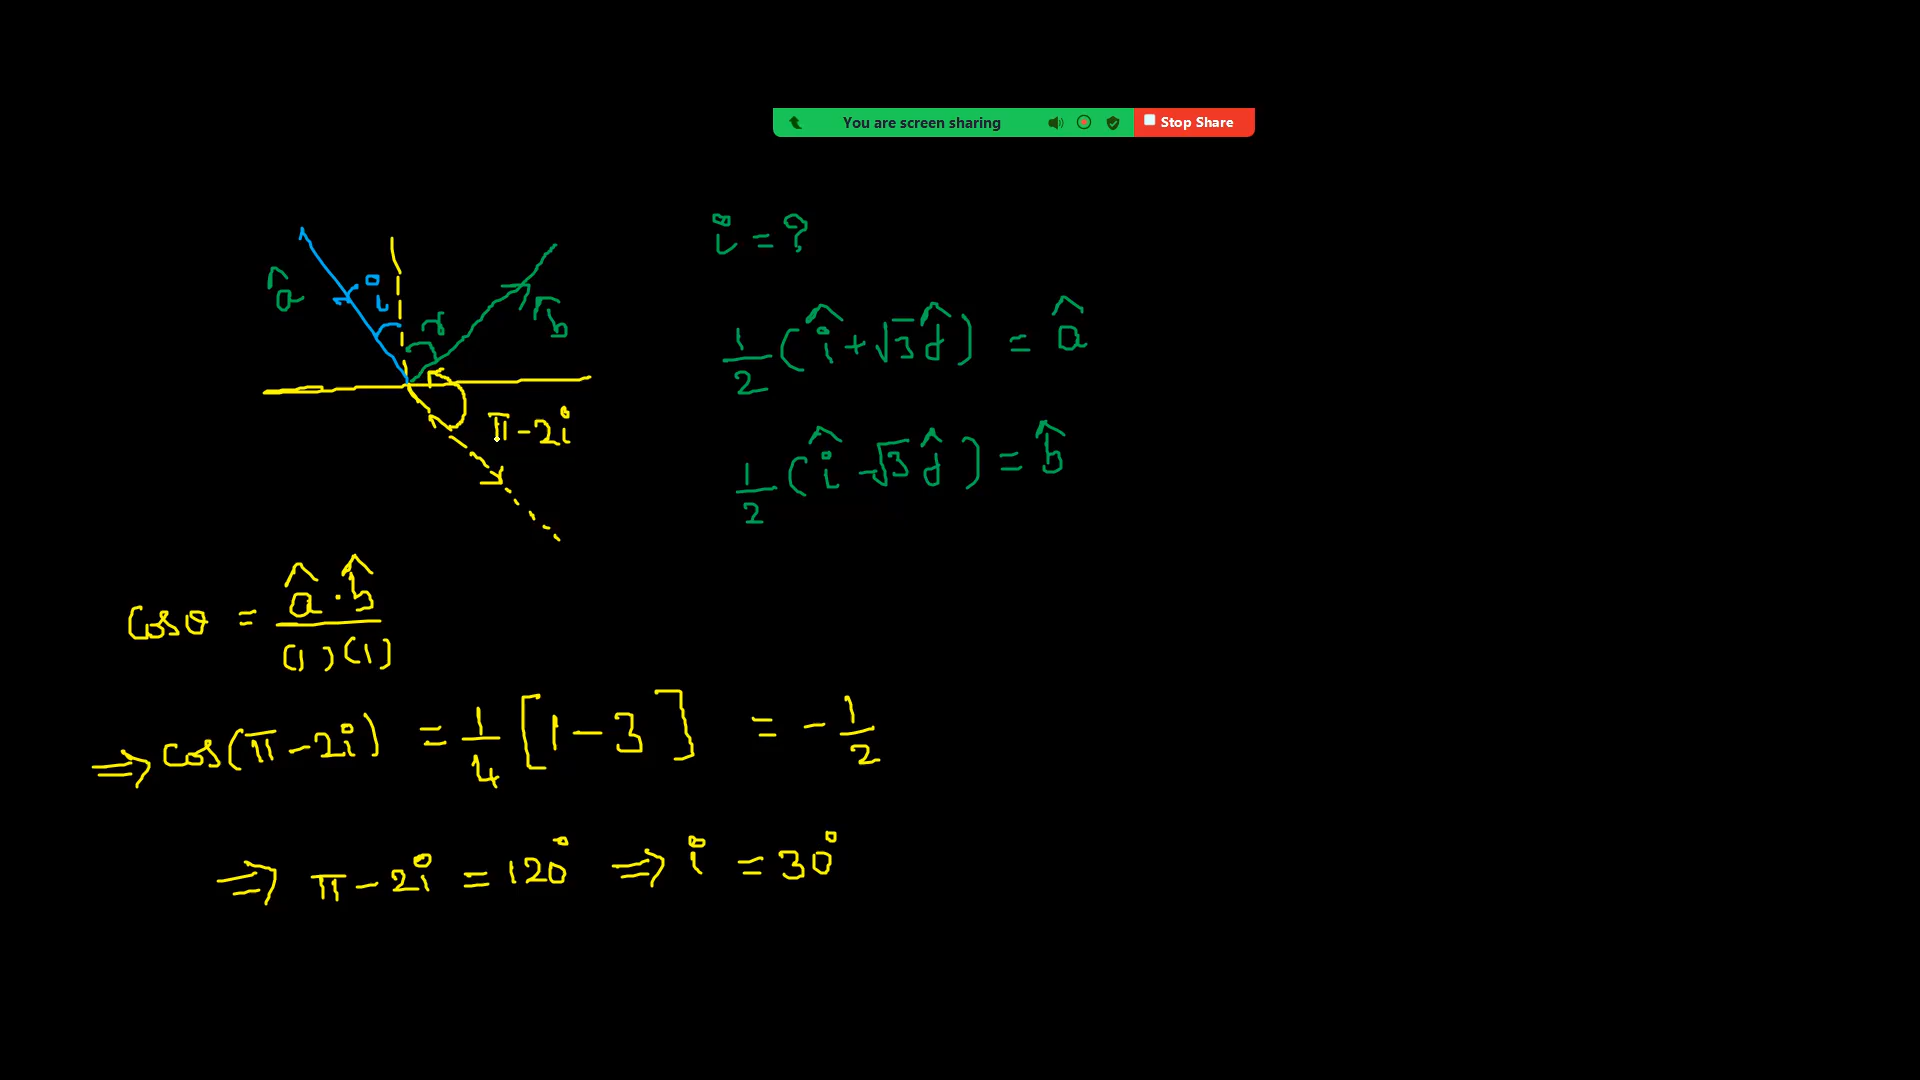 You are screen sharing Stop Share
i = ?
â i r b̂
1/2 (î + √3 ĵ) = â
π - 2i
1/2 (î - √3 ĵ) = b̂
cos θ = â · b̂ / (1)(1)
⇒ cos(π - 2i) = 1/4 [1 - 3] = - 1/2
⇒ π - 2i = 120° ⇒ i = 30°